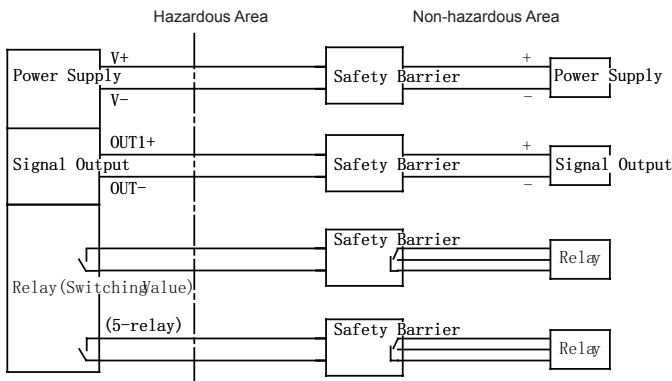 Hazardous Area
Non-hazardous Area
V+
Power Supply
V-
Safety Barrier
+
-
Power Supply
OUT1+
Signal Output
OUT-
Safety Barrier
+
-
Signal Output
Safety Barrier
Relay
Relay(SwitchingValue)
(5-relay)
Safety Barrier
Relay